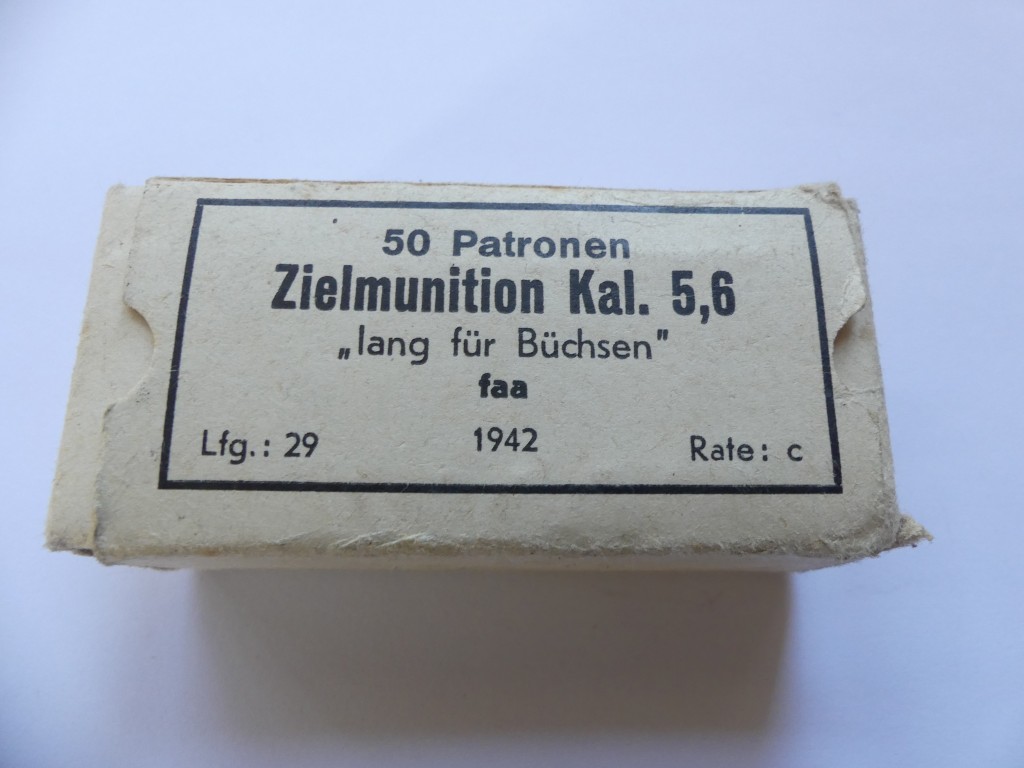 50 Patronen
Zielmunition Kal. 5,6
„lang für Büchsen"
faa
Lfg.: 29 1942 Rate: c